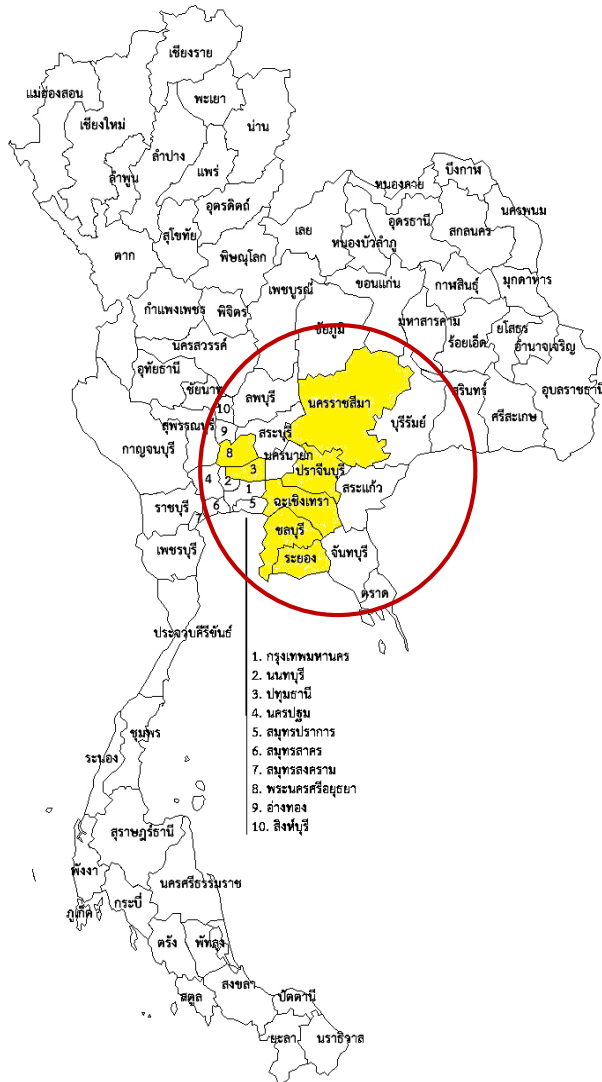 เชียงราย
แม่ฮ่องสอน
พะเยา
เชียงใหม่
น่าน
ลำปาง
แพร่
ลำพูน
อุตรดิตถ์
บึงกาฬ
หนองคาย
นครพนม
อุดรธานี
สกลนคร
เลย
หนองบัวลำภู
สุโขทัย
ตาก
พิษณุโลก
เพชรบูรณ์
ขอนแก่น
กาฬสินธุ์
มุกดาหาร
กำแพงเพชร
พิจิตร
มหาสารคาม
ยโสธร
ชัยภูมิ
ร้อยเอ็ด
อำนาจเจริญ
นครสวรรค์
อุทัยธานี
ชัยนาท
ลพบุรี
นครราชสีมา
สุรินทร์
อุบลราชธานี
10
บุรีรัมย์
ศรีสะเกษ
สุพรรณบุรี
9
สระบุรี
กาญจนบุรี
8
นครนายก
3
ปราจีนบุรี
4
2
สระแก้ว
1
ราชบุรี
6
5
ฉะเชิงเทรา
7
ชลบุรี
เพชรบุรี
ระยอง
จันทบุรี
ตราด
ประจวบคีรีขันธ์
1. กรุงเทพมหานคร
2. นนทบุรี
3. ปทุมธานี
4. นครปฐม
5. สมุทรปราการ
6. สมุทรสาคร
7. สมุทรสงคราม
8. พระนครศรีอยุธยา
9. อ่างทอง
10. สิงห์บุรี
ชุมพร
ระนอง
สุราษฎร์ธานี
พังงา
นครศรีธรรมราช
กระบี่
ภูเก็ต
ตรัง
พัทลุง
สงขลา
สตูล
ปัตตานี
ยะลา
นราธิวาส